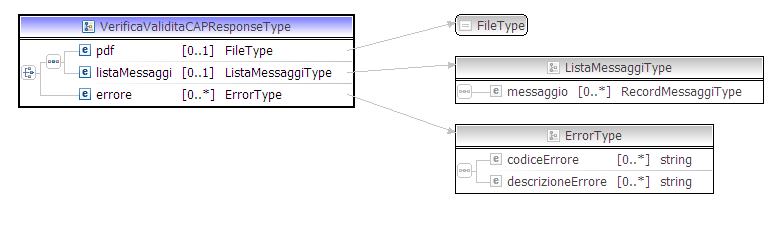 VerificaValiditaCAPResponseType
pdf [0..1] FileType
listaMessaggi [0..1] ListaMessaggiType
errore [0..*] ErrorType
FileType
ListaMessaggiType
messaggio [0..*] RecordMessaggiType
ErrorType
codiceErrore [0..*] string
descrizioneErrore [0..*] string